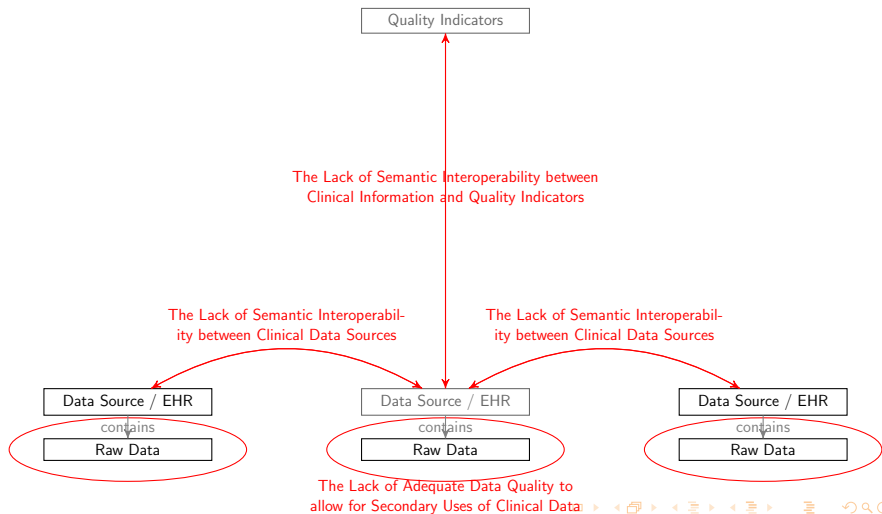 Quality Indicators
The Lack of Semantic Interoperability between
Clinical Information and Quality Indicators
The Lack of Semantic Interoperabil-
ity between Clinical Data Sources
The Lack of Semantic Interoperabil-
ity between Clinical Data Sources
Data Source / EHR
Data Source / EHR
Data Source / EHR
contains
contains
contains
Raw Data
Raw Data
Raw Data
The Lack of Adequate Data Quality to
allow for Secondary Uses of Clinical Data